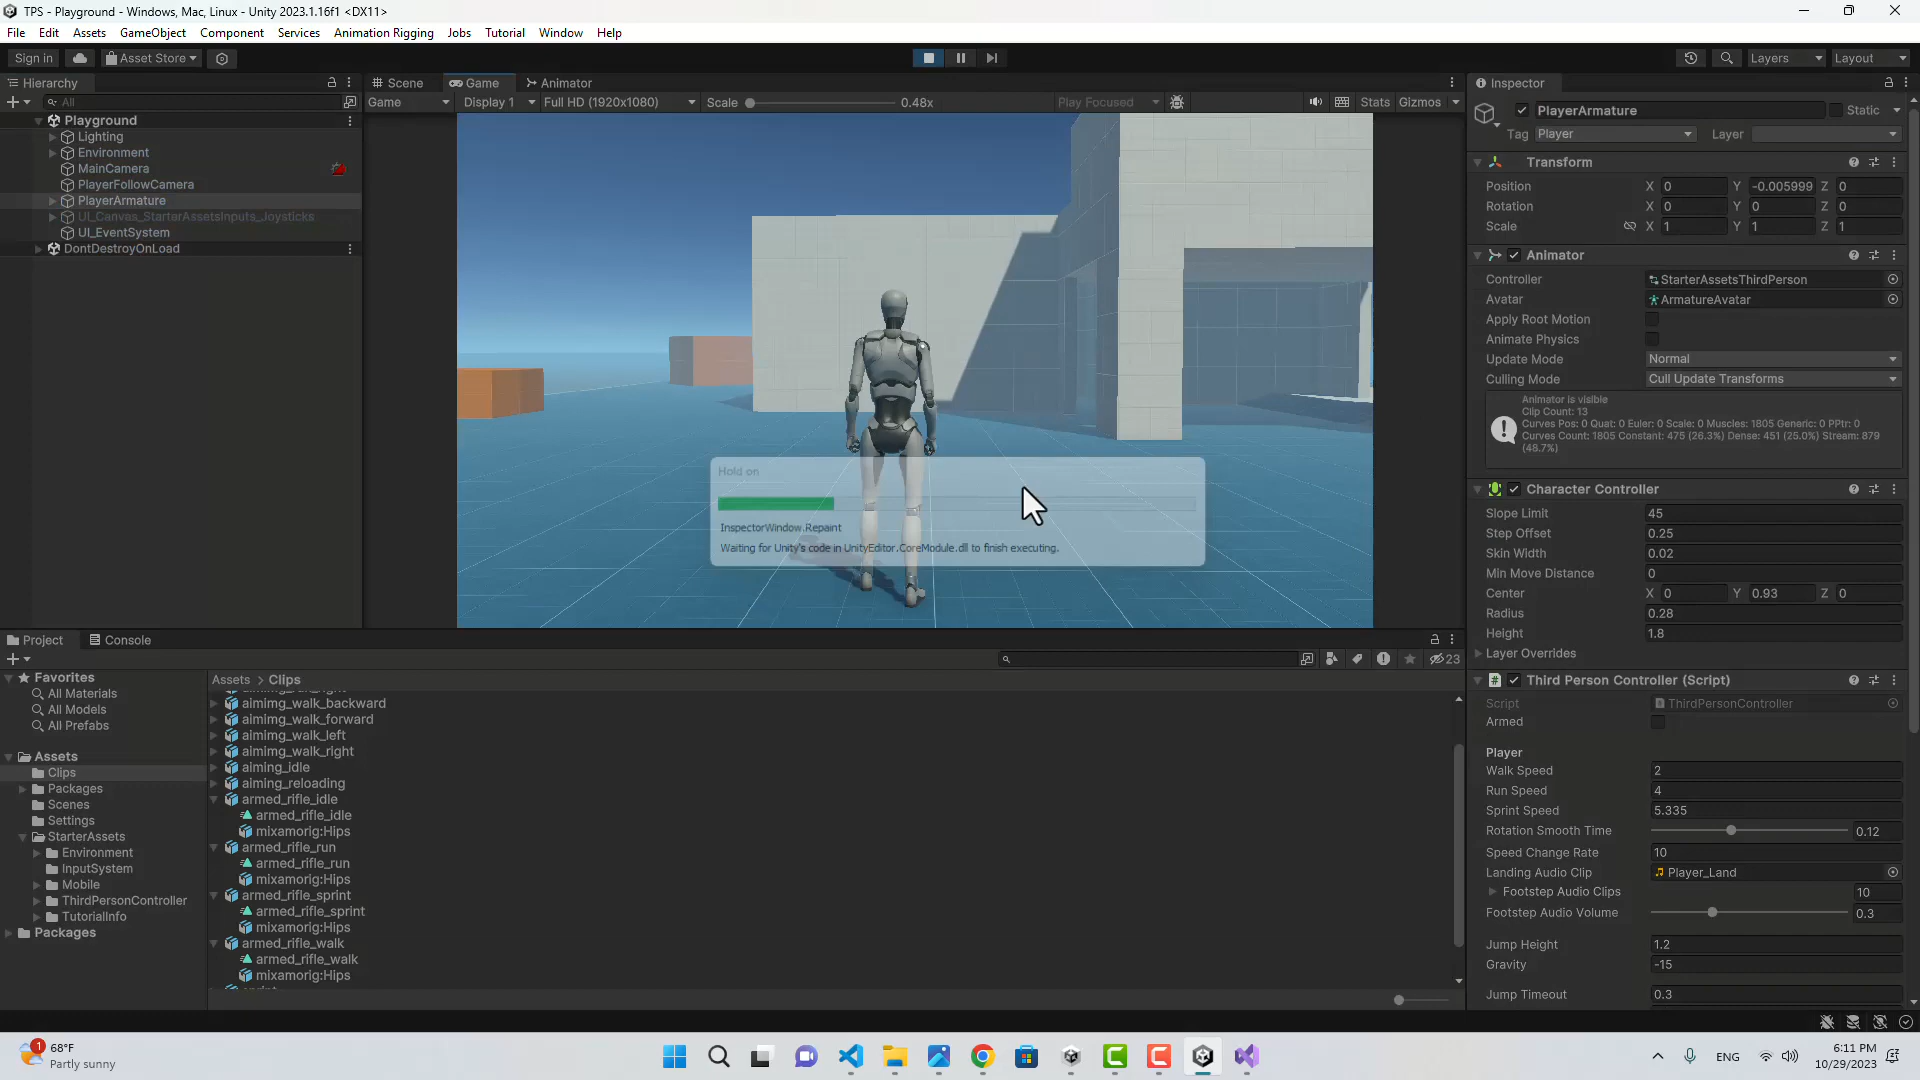 TPS - Playground - Windows, Mac, Linux - Unity 2023.1.16f1 <DX11>
File Edit Assets GameObject Component Services Animation Rigging Jobs Tutorial Window Help
Sign in Asset Store Layers Layout
Hierarchy
All
Playground
Lighting
Environment
MainCamera
PlayerFollowCamera
PlayerArmature
UI_Canvas_StarterAssetsInputs_Joysticks
UI_EventSystem
DontDestroyOnLoad
Scene Game Animator
Game Display 1 Full HD (1920x1080) Scale 0.48x Play Focused Stats Gizmos
Hold on
InspectorWindow.Repaint
Waiting for Unity's code in UnityEditor.CoreModule.dll to finish executing.
Inspector
PlayerArmature Static
Tag Player Layer
Transform
Position X 0 Y -0.005999 Z 0
Rotation X 0 Y 0 Z 0
Scale X 1 Y 1 Z 1
Animator
Controller StarterAssetsThirdPerson
Avatar ArmatureAvatar
Apply Root Motion
Animate Physics
Update Mode Normal
Culling Mode Cull Update Transforms
Animator is visible
Clip Count: 13
Curves Pos: 0 Quat: 0 Euler: 0 Scale: 0 Muscles: 1805 Generic: 0 PPtr: 0
Curves Count: 1805 Constant: 475 (26.3%) Dense: 451 (25.0%) Stream: 879
(48.7%)
Character Controller
Slope Limit 45
Step Offset 0.25
Skin Width 0.02
Min Move Distance 0
Center X 0 Y 0.93 Z 0
Radius 0.28
Height 1.8
Layer Overrides
Third Person Controller (Script)
Script ThirdPersonController
Armed
Player
Walk Speed 2
Run Speed 4
Sprint Speed 5.335
Rotation Smooth Time 0.12
Speed Change Rate 10
Landing Audio Clip Player_Land
Footstep Audio Clips 10
Footstep Audio Volume 0.3
Jump Height 1.2
Gravity -15
Jump Timeout 0.3
Project Console
23
Favorites
All Materials
All Models
All Prefabs
Assets
Clips
Packages
Scenes
Settings
StarterAssets
Environment
InputSystem
Mobile
ThirdPersonController
TutorialInfo
Packages
Assets > Clips
aimimg_walk_backward
aimimg_walk_forward
aimimg_walk_left
aimimg_walk_right
aiming_idle
aiming_reloading
armed_rifle_idle
armed_rifle_idle
mixamorig:Hips
armed_rifle_run
armed_rifle_run
mixamorig:Hips
armed_rifle_sprint
armed_rifle_sprint
mixamorig:Hips
armed_rifle_walk
armed_rifle_walk
mixamorig:Hips
1
68°F
Partly sunny
ENG
6:11 PM
10/29/2023